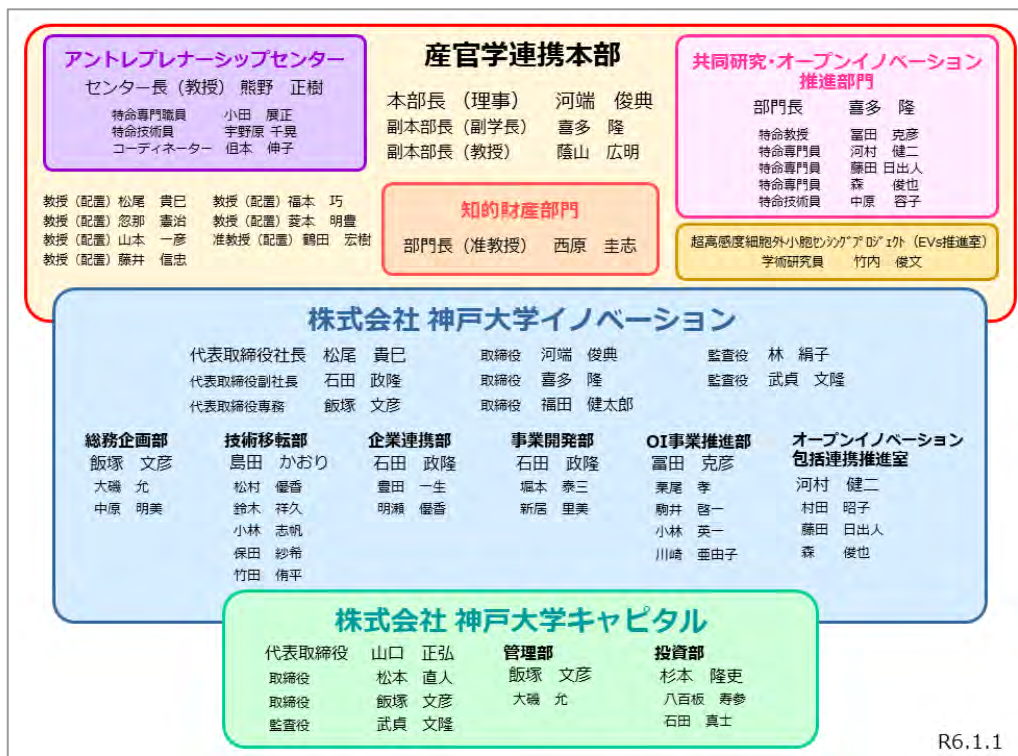 産官学連携本部
本部長（理事） 河端 俊典
副本部長（副学長） 喜多 隆
副本部長（教授） 蔭山 広明
アントレプレナーシップセンター
センター長（教授） 熊野 正樹
特命専門職員 小田 展正
特命技術員 宇野原 千晃
コーディネーター 但本 伸子
教授（配置）松尾 貴巳 教授（配置）福本 巧
教授（配置）忽那 憲治 教授（配置）菱本 明豊
教授（配置）山本 一彦 准教授（配置）鶴田 宏樹
教授（配置）藤井 信忠
知的財産部門
部門長（准教授） 西原 圭志
共同研究・オープンイノベーション
推進部門
部門長 喜多 隆
特命教授 冨田 克彦
特命専門員 河村 健二
特命専門員 藤田 日出人
特命専門員 森 俊也
特命技術員 中原 容子
超高感度細胞外小胞ｾﾝｼﾝｸﾞﾌﾟﾛｼﾞｪｸﾄ（EVs推進室）
学術研究員 竹内 俊文
株式会社 神戸大学イノベーション
代表取締役社長 松尾 貴巳 取締役 河端 俊典 監査役 林 絹子
代表取締役副社長 石田 政隆 取締役 喜多 隆 監査役 武貞 文隆
代表取締役専務 飯塚 文彦 取締役 福田 健太郎
総務企画部
飯塚 文彦
大磯 允
中原 明美
技術移転部
島田 かおり
松村 優香
鈴木 祥久
小林 志帆
保田 紗希
竹田 侑平
企業連携部
石田 政隆
豊田 一生
明瀬 優香
事業開発部
石田 政隆
堀本 泰三
新居 里美
OI事業推進部
冨田 克彦
栗尾 孝
駒井 啓一
小林 英一
川崎 亜由子
オープンイノベーション
包括連携推進室
河村 健二
村田 昭子
藤田 日出人
森 俊也
株式会社 神戸大学キャピタル
代表取締役 山口 正弘
取締役 松本 直人
取締役 飯塚 文彦
監査役 武貞 文隆
管理部
飯塚 文彦
大磯 允
投資部
杉本 隆吏
八百板 寿参
石田 真士
R6.1.1